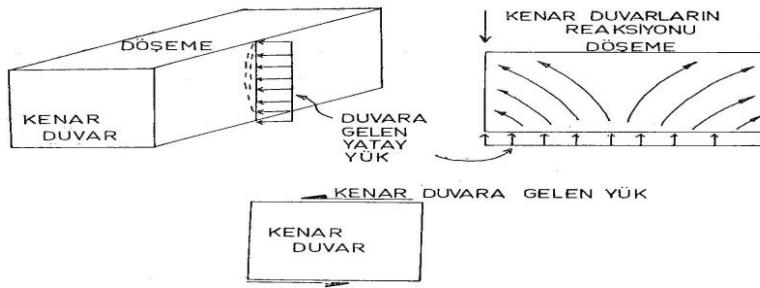 DÖŞEME
KENAR
DUVAR
DUVARA
GELEN
YATAY
YÜK
KENAR DUVARLARIN
REAKSİYONU
DÖŞEME
KENAR DUVARA GELEN YÜK
KENAR
DUVAR